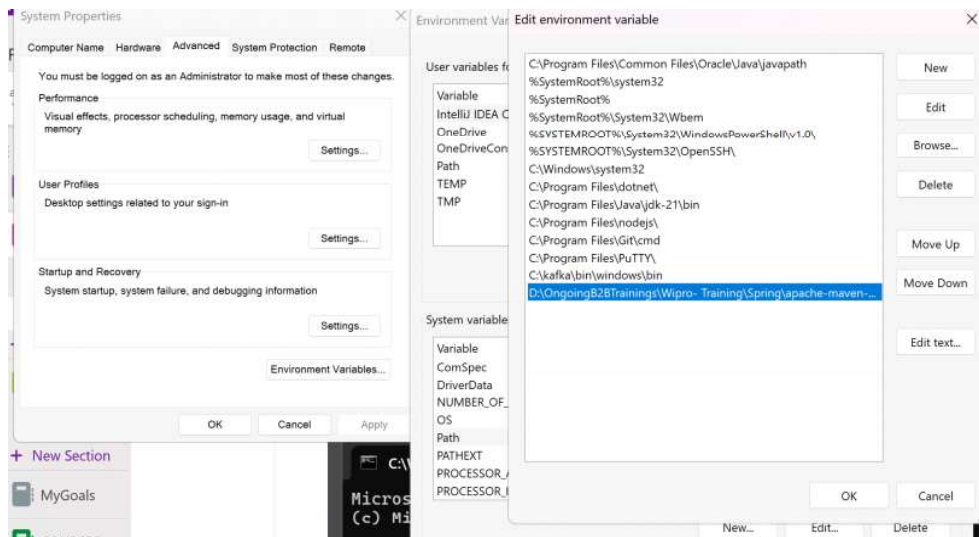 System Properties
Computer Name Hardware Advanced System Protection Remote
You must be logged on as an Administrator to make most of these changes.
Performance
Visual effects, processor scheduling, memory usage, and virtual
memory
Settings...
User Profiles
Desktop settings related to your sign-in
Settings...
Startup and Recovery
System startup, system failure, and debugging information
Settings...
Environment Variables...
OK Cancel Apply
+ New Section
MyGoals
Micros
(c) Mi
Environment Var
User variables fo
Variable
IntelliJ IDEA C
OneDrive
OneDriveCon
Path
TEMP
TMP
System variable
Variable
ComSpec
DriverData
NUMBER_OF_
OS
Path
PATHEXT
PROCESSOR_
PROCESSOR_
New... Edit... Delete
Edit environment variable
C:\Program Files\Common Files\Oracle\Java\javapath
%SystemRoot%\system32
%SystemRoot%
%SystemRoot%\System32\Wbem
%SYSTEMROOT%\System32\WindowsPowerShell\v1.0\
%SYSTEMROOT%\System32\OpenSSH\
C:\Windows\system32
C:\Program Files\dotnet\
C:\Program Files\Java\jdk-21\bin
C:\Program Files\nodejs\
C:\Program Files\Git\cmd
C:\Program Files\PuTTY\
C:\kafka\bin\windows\bin
D:\OngoingB2BTrainings\Wipro- Training\Spring\apache-maven-...
New
Edit
Browse...
Delete
Move Up
Move Down
Edit text...
OK Cancel